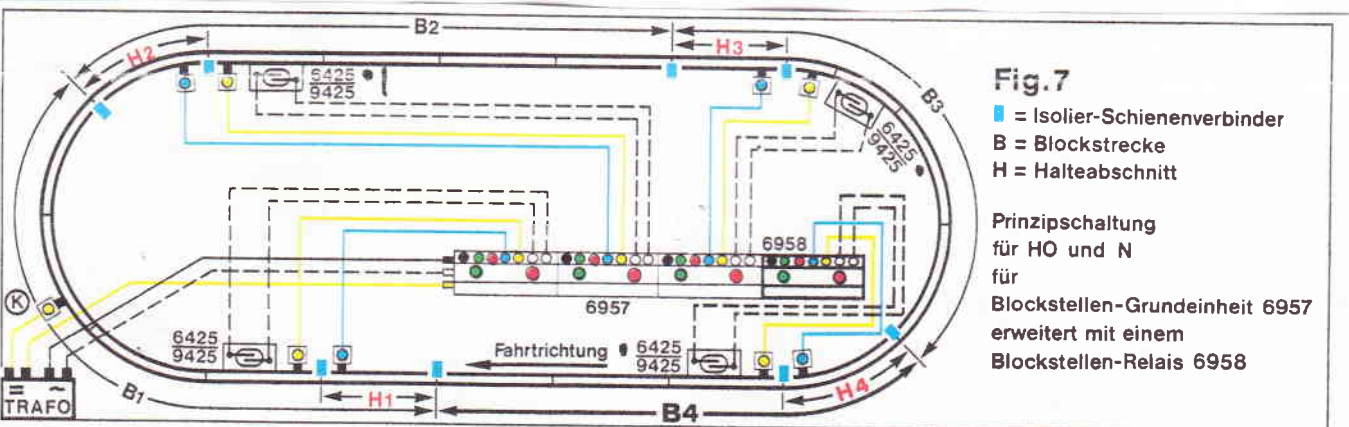 B2
H2
H3
B3
6425
9425
6425
9425
6958
6957
K
6425
9425
Fahrtrichtung
6425
9425
=
~
TRAFO
B1
H1
B4
H4
Fig.7
= Isolier-Schienenverbinder
B = Blockstrecke
H = Halteabschnitt
Prinzipschaltung
für HO und N
für
Blockstellen-Grundeinheit 6957
erweitert mit einem
Blockstellen-Relais 6958